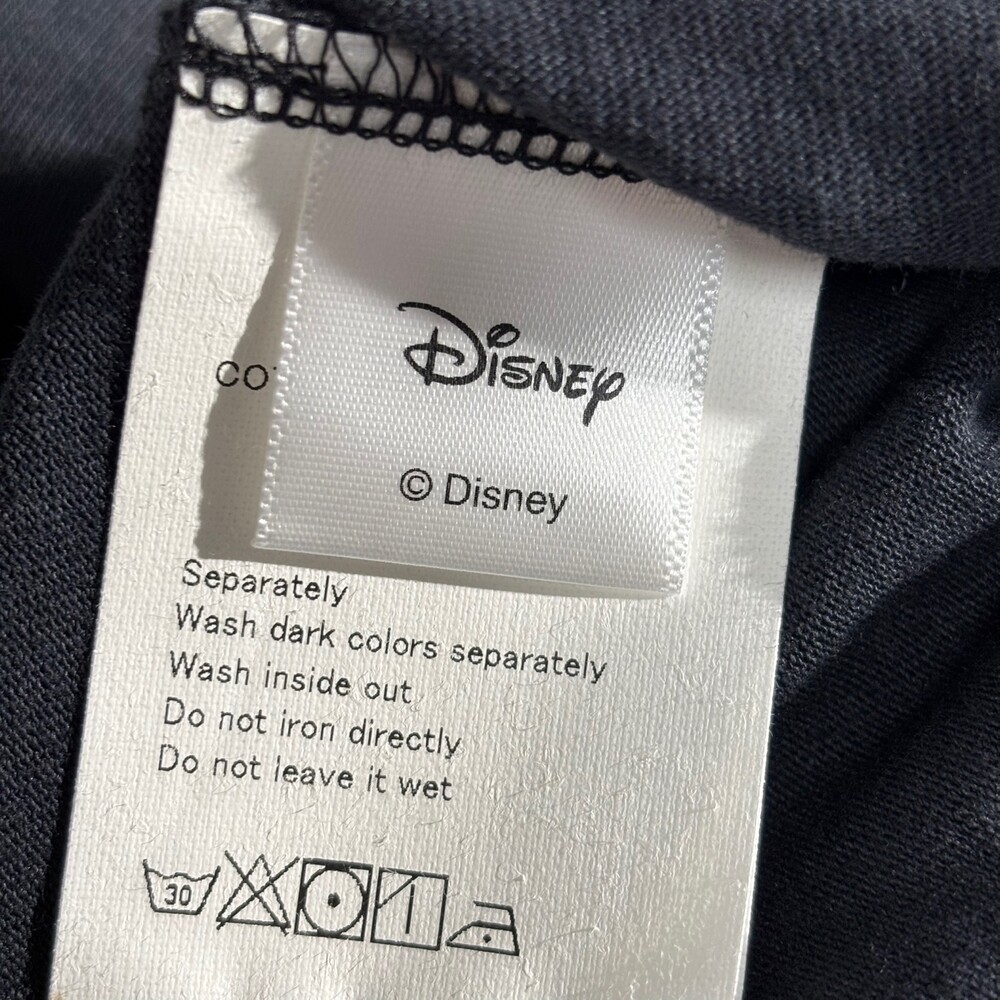 Disney
© Disney
CO
Separately
Wash dark colors separately
Wash inside out
Do not iron directly
Do not leave it wet
30